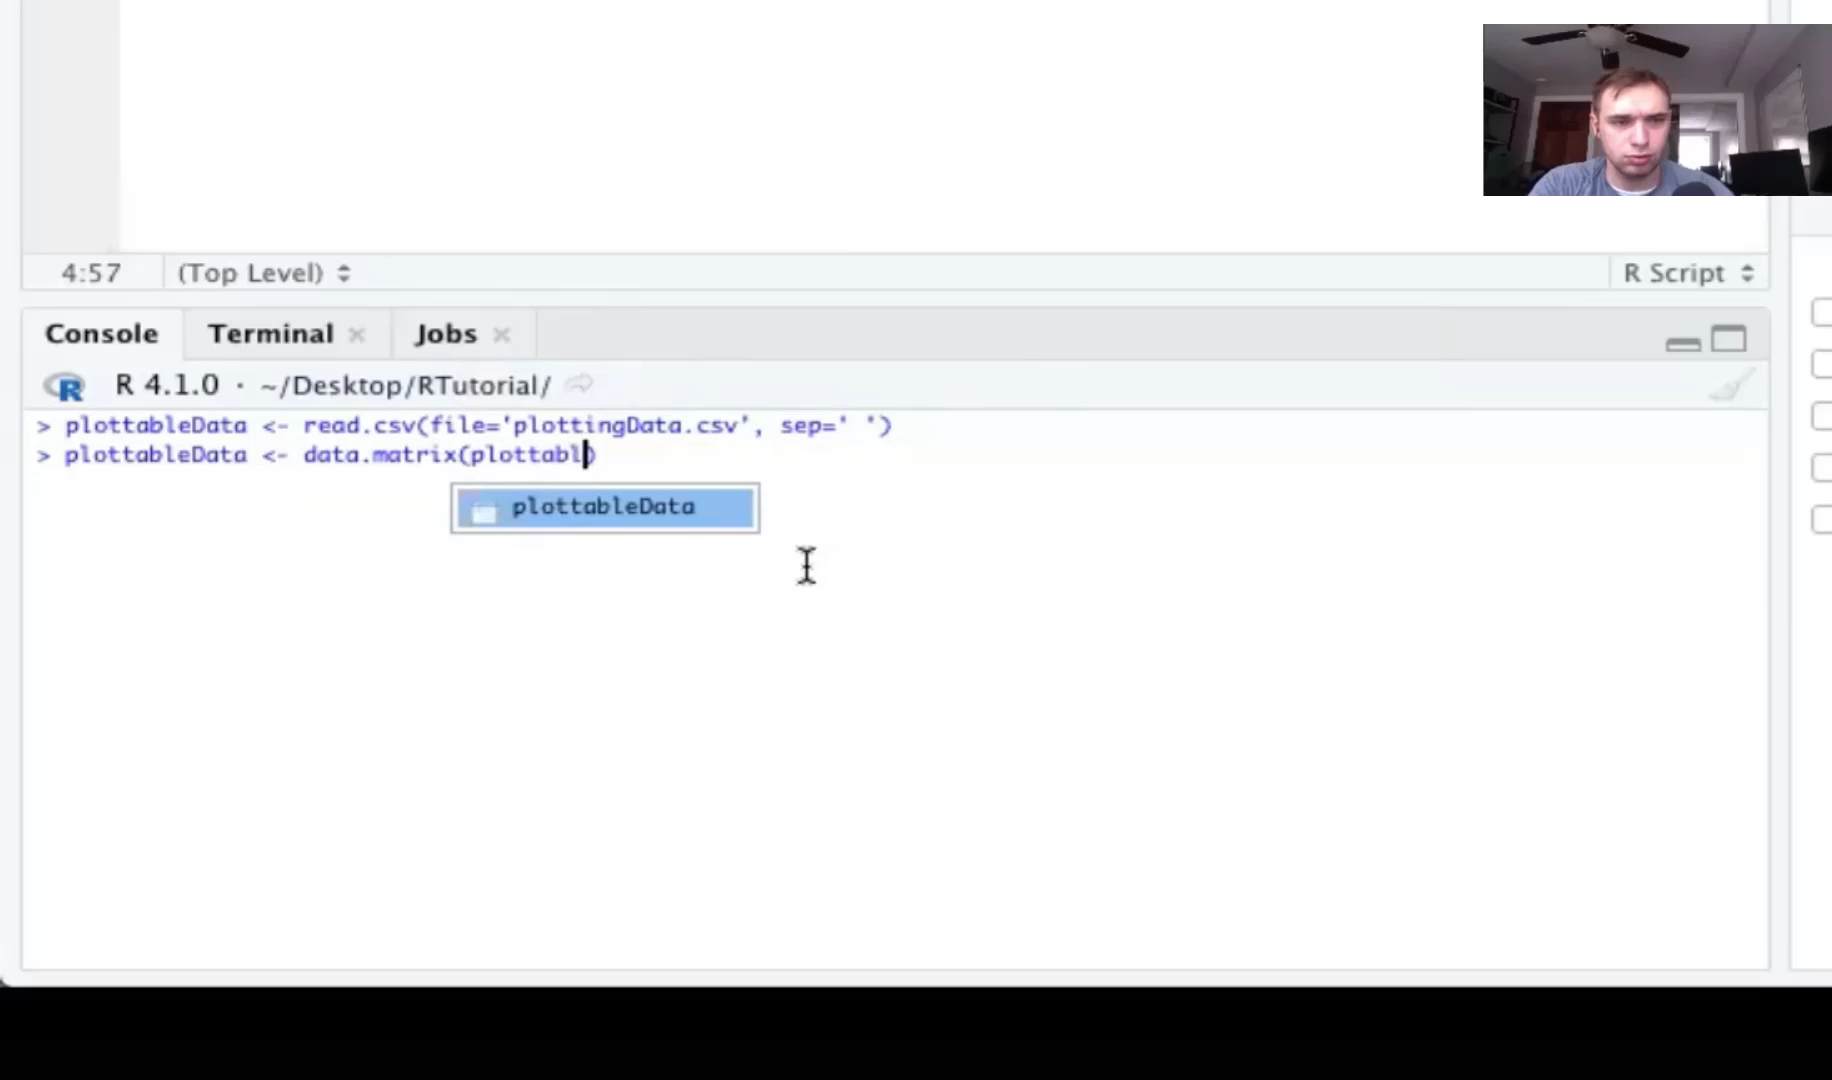 4:57 (Top Level) R Script
Console Terminal Jobs
R R 4.1.0 · ~/Desktop/RTutorial/
> plottableData <- read.csv(file='plottingData.csv', sep=' ')
> plottableData <- data.matrix(plottabl)
plottableData